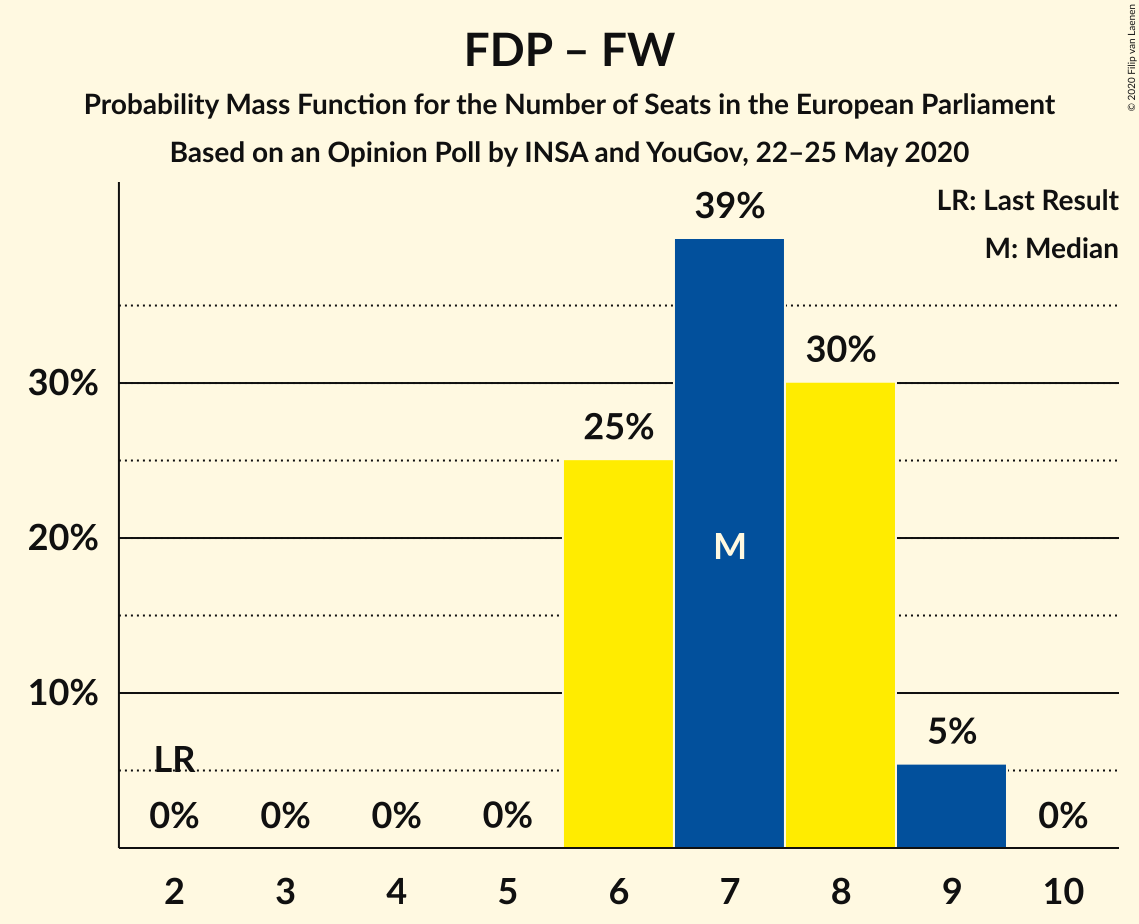 FDP – FW
Probability Mass Function for the Number of Seats in the European Parliament
Based on an Opinion Poll by INSA and YouGov, 22–25 May 2020
© 2020 Filip van Laenen
LR: Last Result
M: Median
39%
30%
25%
5%
30%
20%
10%
M
LR
0%
0%
0%
0%
0%
2 3 4 5 6 7 8 9 10